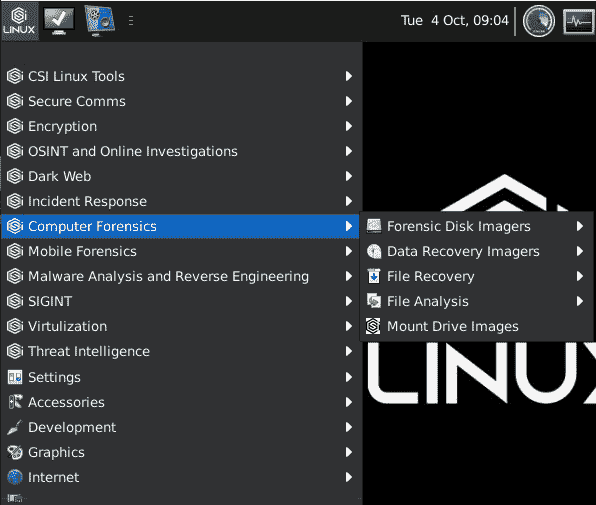 LINUX
Tue 4 Oct, 09:04
CSI Linux Tools
Secure Comms
Encryption
OSINT and Online Investigations
Dark Web
Incident Response
Computer Forensics
Forensic Disk Imagers
Data Recovery Imagers
Mobile Forensics
File Recovery
Malware Analysis and Reverse Engineering
File Analysis
SIGINT
Mount Drive Images
Virtulization
Threat Intelligence
Settings
Accessories
Development
Graphics
Internet
LINUX